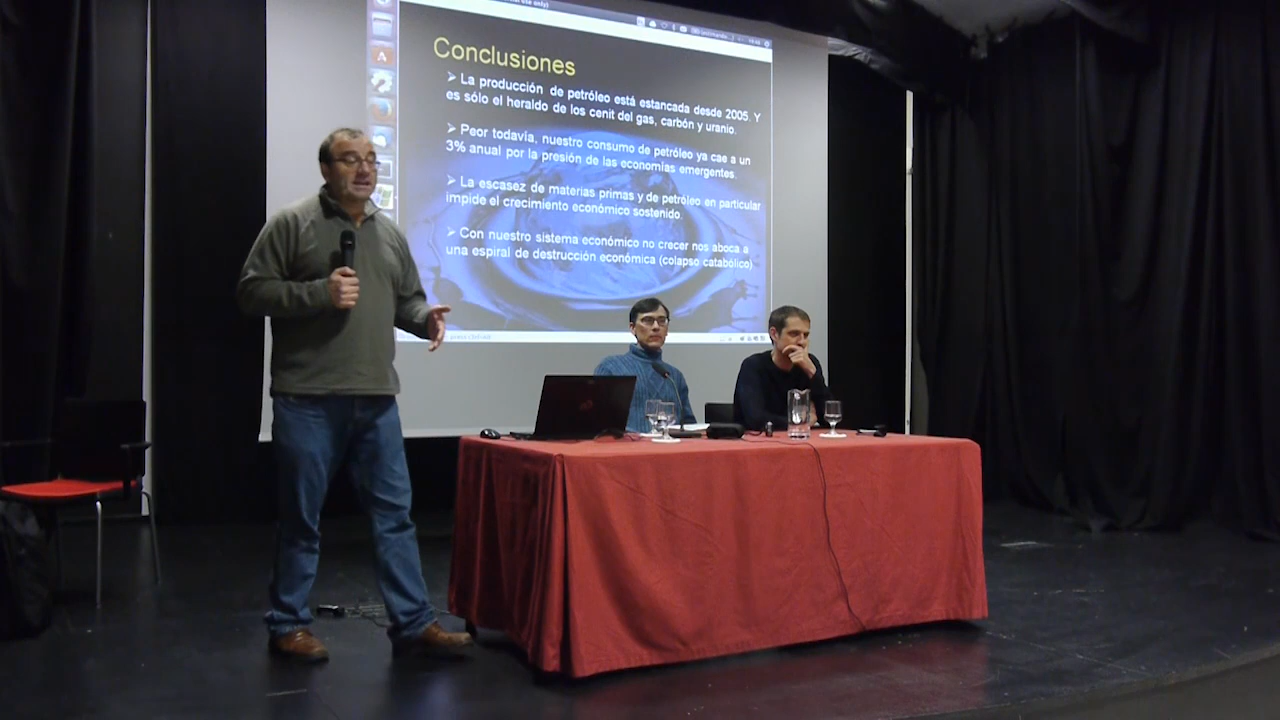 Conclusiones
➢ La producción de petróleo está estancada desde 2005. Y
es sólo el heraldo de los cenit del gas, carbón y uranio.
➢ Peor todavía, nuestro consumo de petróleo ya cae a un
3% anual por la presión de las economías emergentes.
➢ La escasez de materias primas y de petróleo en particular
impide el crecimiento económico sostenido.
➢ Con nuestro sistema económico no crecer nos aboca a
una espiral de destrucción económica (colapso catabólico)